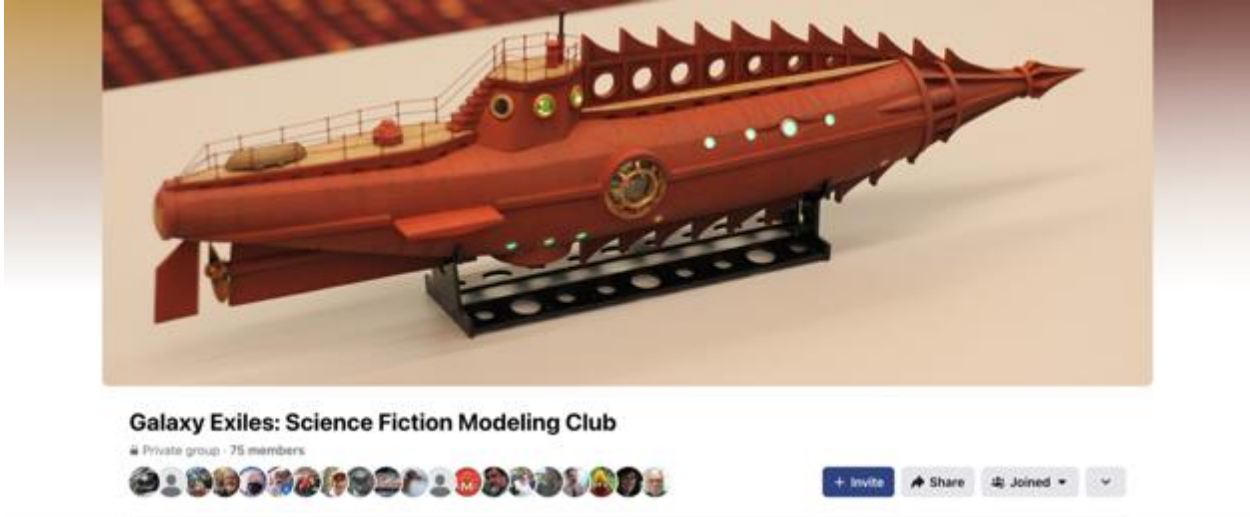 Galaxy Exiles: Science Fiction Modeling Club
Private group · 75 members
M
+ Invite Share Joined